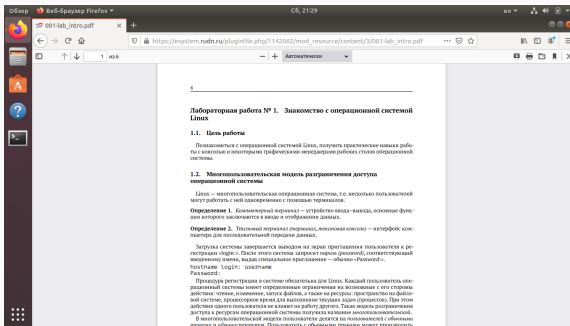 Обзор Веб-браузер Firefox Сб, 21:29 en
001-lab_intro.pdf × +
https://esystem.rudn.ru/pluginfile.php/1142062/mod_resource/content/3/001-lab_intro.pdf
1 из 6 — + Автоматически
6
Лабораторная работа № 1. Знакомство с операционной системой
Linux
1.1. Цель работы
Познакомиться с операционной системой Linux, получить практические навыки рабо-
ты с консолью и некоторыми графическими менеджерами рабочих столов операционной
системы.
1.2. Многопользовательская модель разграничения доступа
операционной системы
Linux — многопользовательская операционная система, т.е. несколько пользователей
могут работать с ней одновременно с помощью терминалов.
Определение 1. Компьютерный терминал — устройство ввода–вывода, основные функ-
ции которого заключаются в вводе и отображении данных.
Определение 2. Текстовый терминал (терминал, текстовая консоль) — интерфейс ком-
пьютера для последовательной передачи данных.
Загрузка системы завершается выводом на экран приглашения пользователя к ре-
гистрации «login:». После этого система запросит пароль (password), соответствующий
введенному имени, выдав специальное приглашение — обычно «Password:».
hostname login: username
Password:
Процедура регистрации в системе обязательна для Linux. Каждый пользователь опе-
рационной системы имеет определенные ограничения на возможные с его стороны
действия: чтение, изменение, запуск файлов, а также на ресурсы: пространство на файло-
вой системе, процессорное время для выполнение текущих задач (процессов). При этом
действия одного пользователя не влияют на работу другого. Такая модель разграничения
доступа к ресурсам операционной системы получила название многопользовательской.
В многопользовательской модели пользователи делятся на пользователей с обычными
правами и администраторов. Пользователь с обычными правами может производить